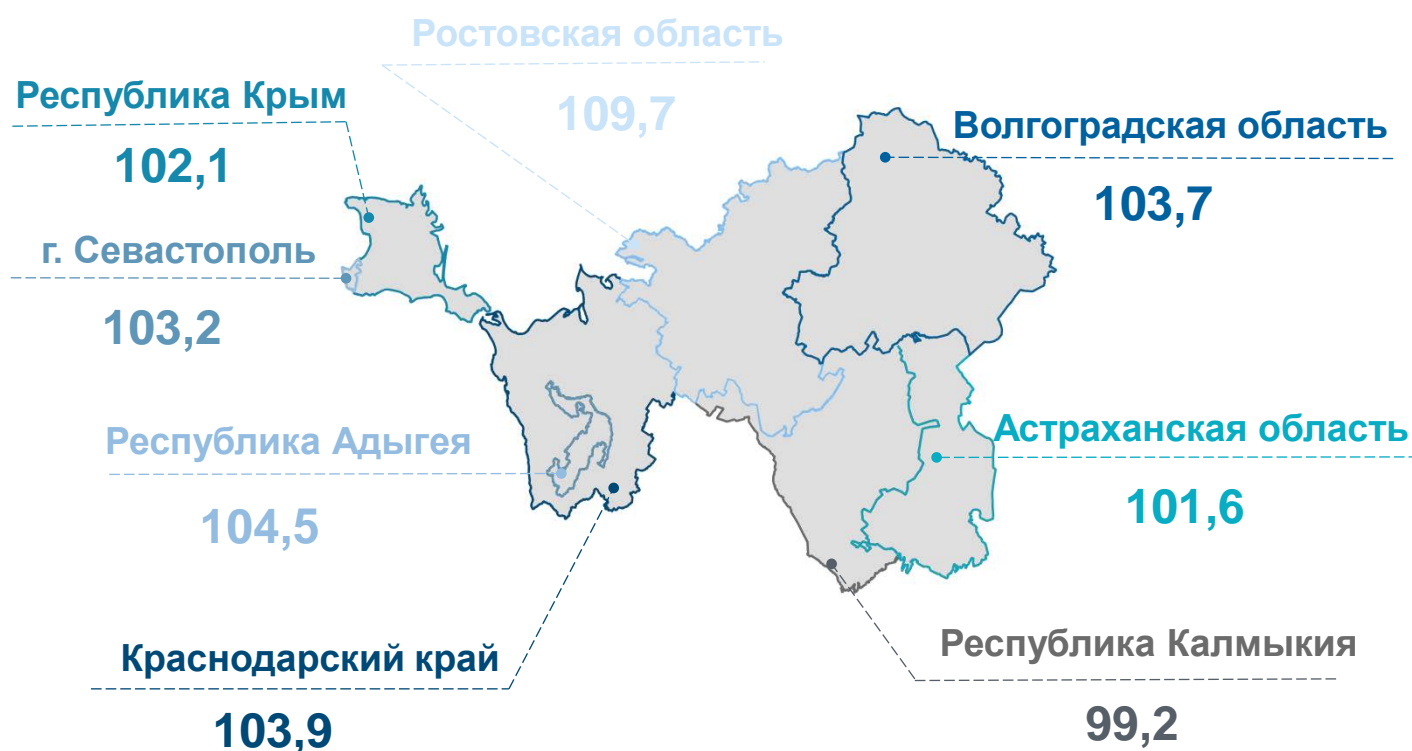 Ростовская область
109,7
Республика Крым
102,1
Волгоградская область
103,7
г. Севастополь
103,2
Республика Адыгея
104,5
Астраханская область
101,6
Краснодарский край
103,9
Республика Калмыкия
99,2